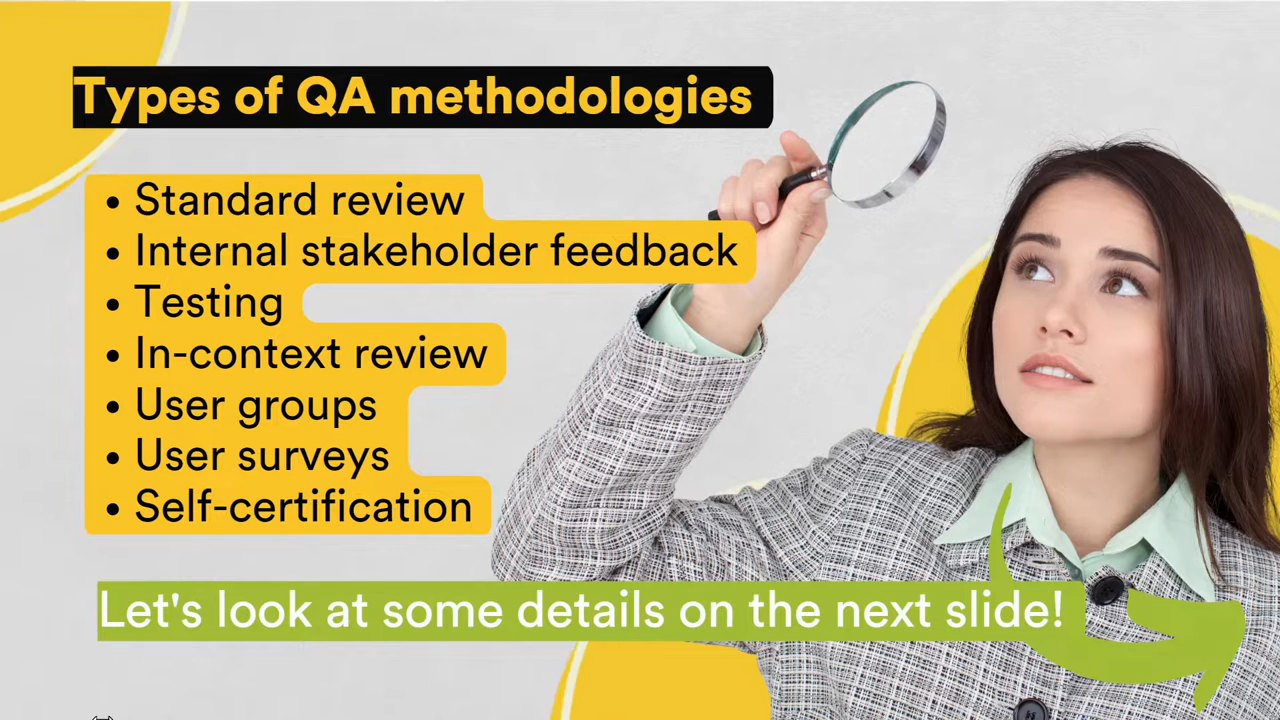 Types of QA methodologies
• Standard review
• Internal stakeholder feedback
• Testing
• In-context review
• User groups
• User surveys
• Self-certification
Let's look at some details on the next slide!